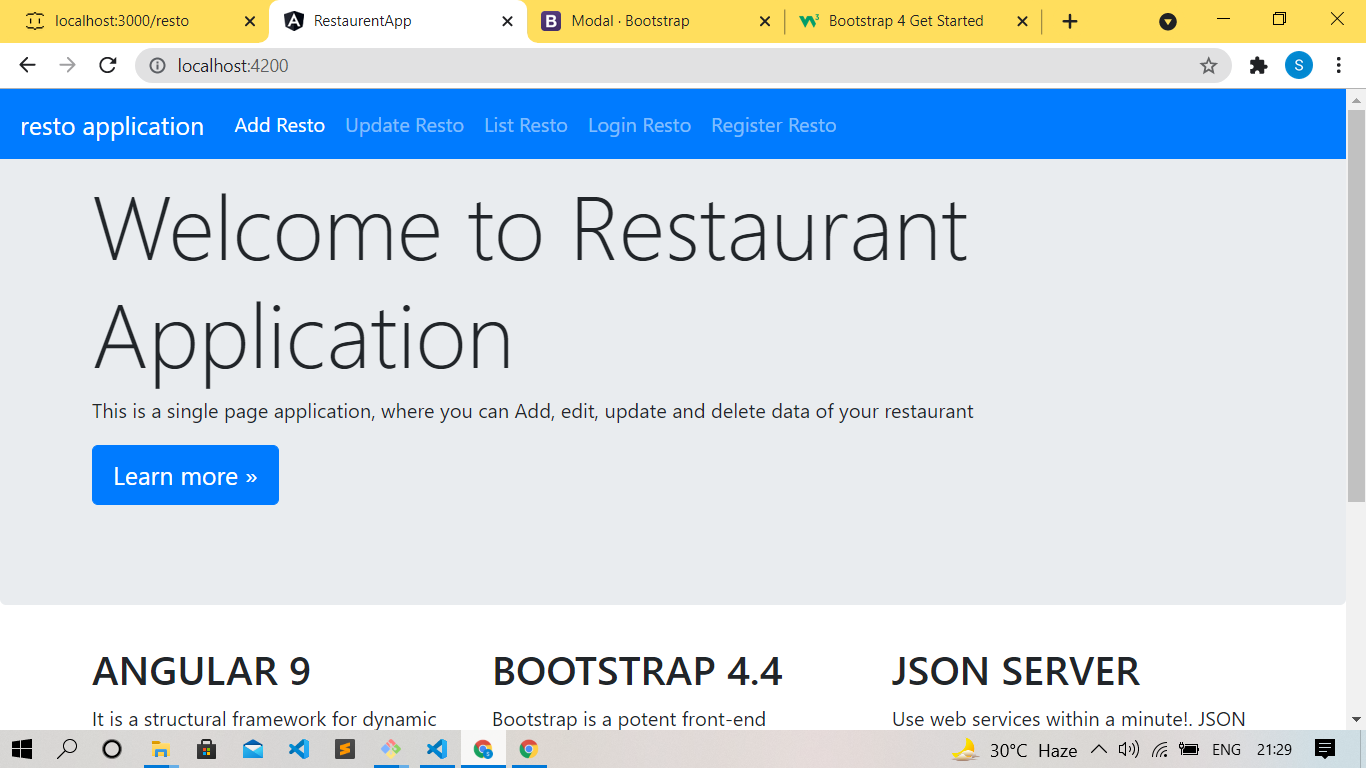 localhost:3000/resto
RestaurentApp
Modal · Bootstrap
Bootstrap 4 Get Started
localhost:4200
S
resto application
Add Resto
Update Resto
List Resto
Login Resto
Register Resto
Welcome to Restaurant
Application
This is a single page application, where you can Add, edit, update and delete data of your restaurant
Learn more »
ANGULAR 9
BOOTSTRAP 4.4
JSON SERVER
It is a structural framework for dynamic
Bootstrap is a potent front-end
Use web services within a minute!. JSON
30°C Haze
ENG
21:29